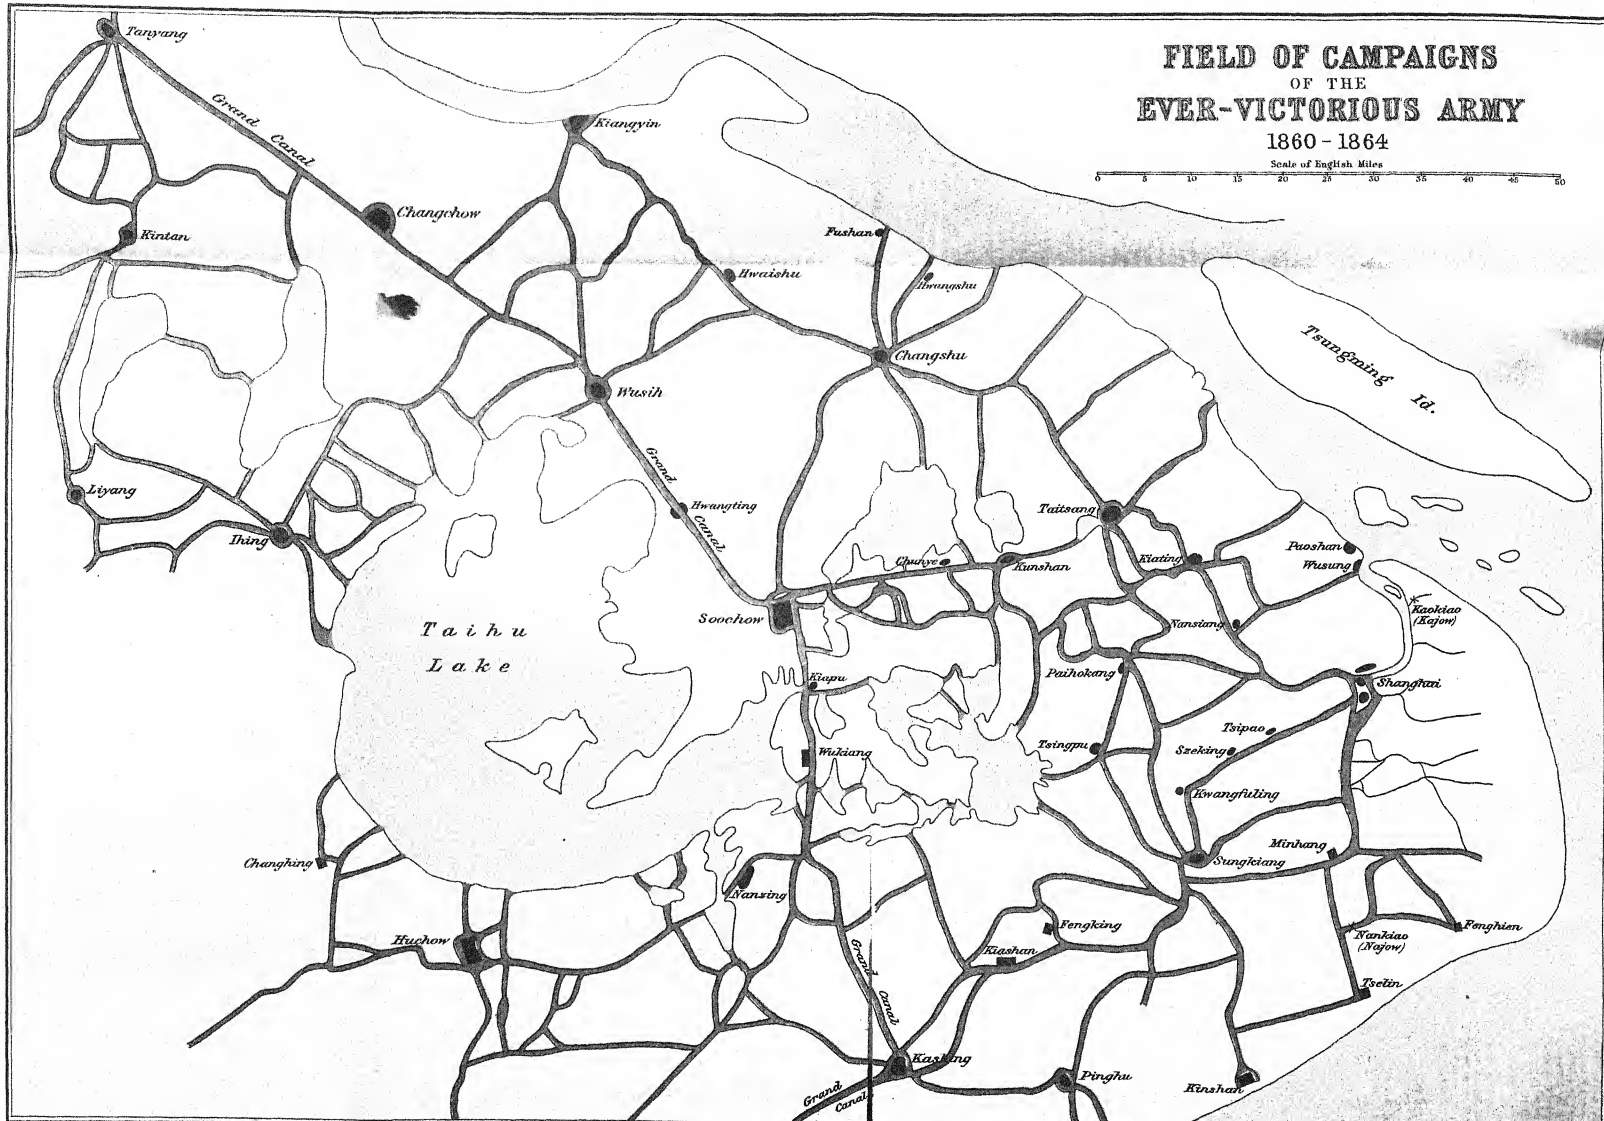 FIELD OF CAMPAIGNS
OF THE
EVER-VICTORIOUS ARMY
1860-1864
Scale of English Miles
0 5 10 15 20 25 30 35 40 45 50
Tanyang
Grand
Canal
Kiangyin
Changchow
Kintan
Fushan
Hwaishu
Hwangshu
Changshu
Tsungming
Id.
Wusih
Grand
Canal
Hwangting
Liyang
Ihing
Taitsang
Chunye
Kunshan
Kiating
Paoshan
Wusung
Kaokiao
(Kajow)
Soochow
Nansiang
Taihu
Lake
Kiapu
Paihokang
Shanghai
Tsipao
Szeking
Tsingpu
Wukiang
Kwangfuling
Changhing
Sungkiang
Minhang
Nanzing
Huchow
Fengking
Kiashan
Nankiao
(Najow)
Fenghien
Grand
Canal
Tselin
Kashing
Pinghu
Kinshan
Grand
Canal